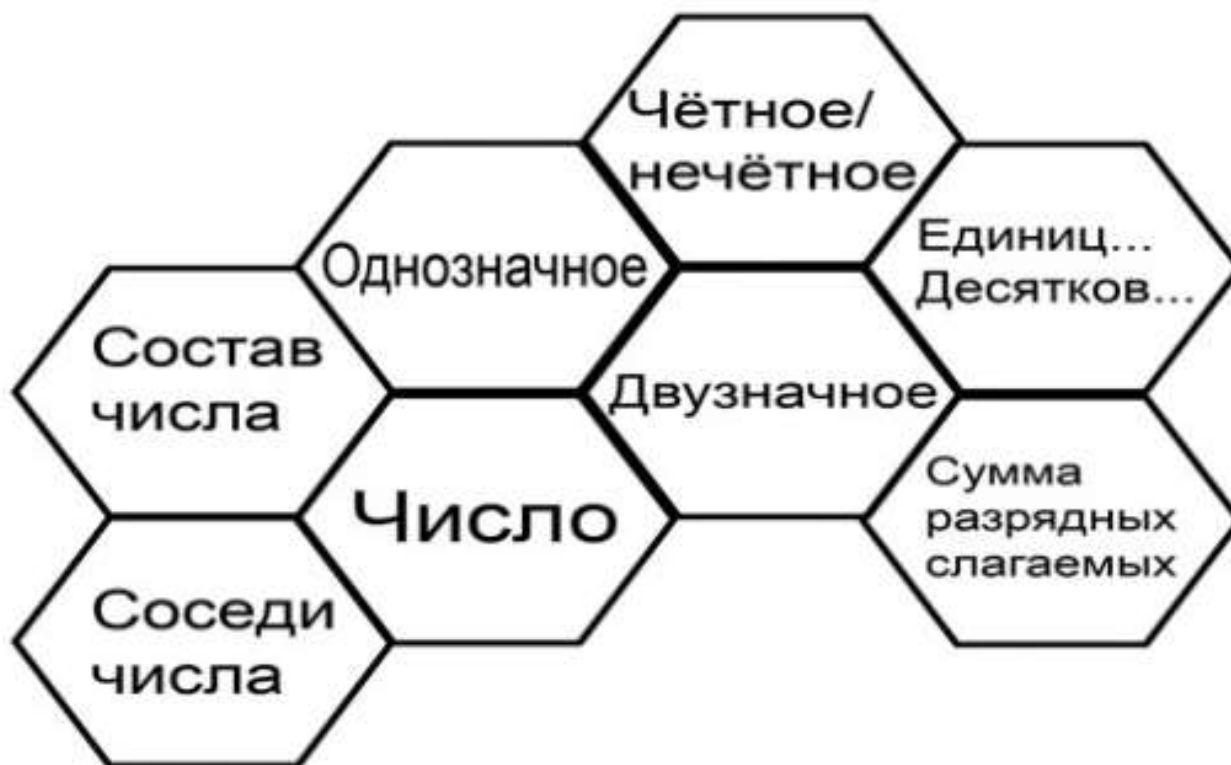 Чётное/
нечётное
Однозначное
Единиц...
Десятков...
Состав
числа
Двузначное
Число
Сумма
разрядных
слагаемых
Соседи
числа